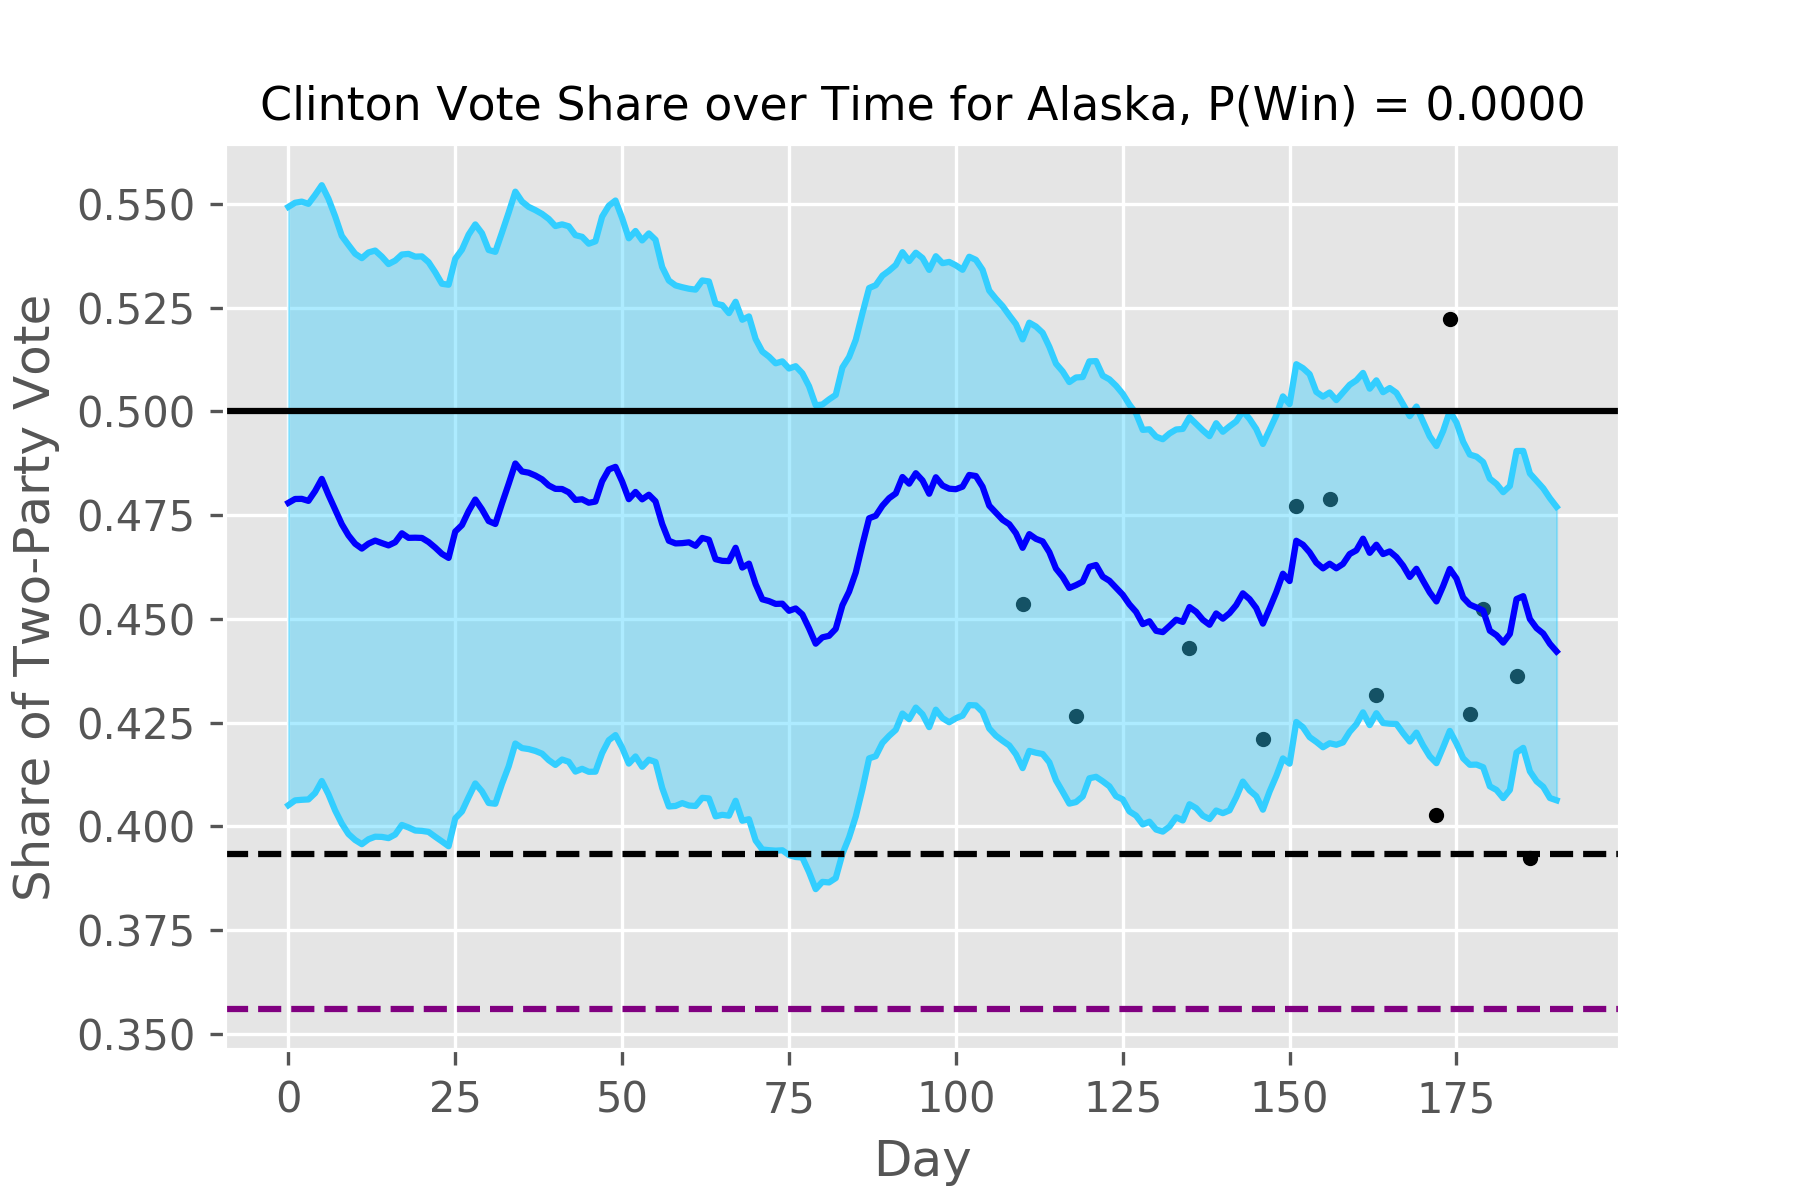 Clinton Vote Share over Time for Alaska, P(Win) = 0.0000
Share of Two-Party Vote
0.550
0.525
0.500
0.475
0.450
0.425
0.400
0.375
0.350
0 25 50 75 100 125 150 175
Day